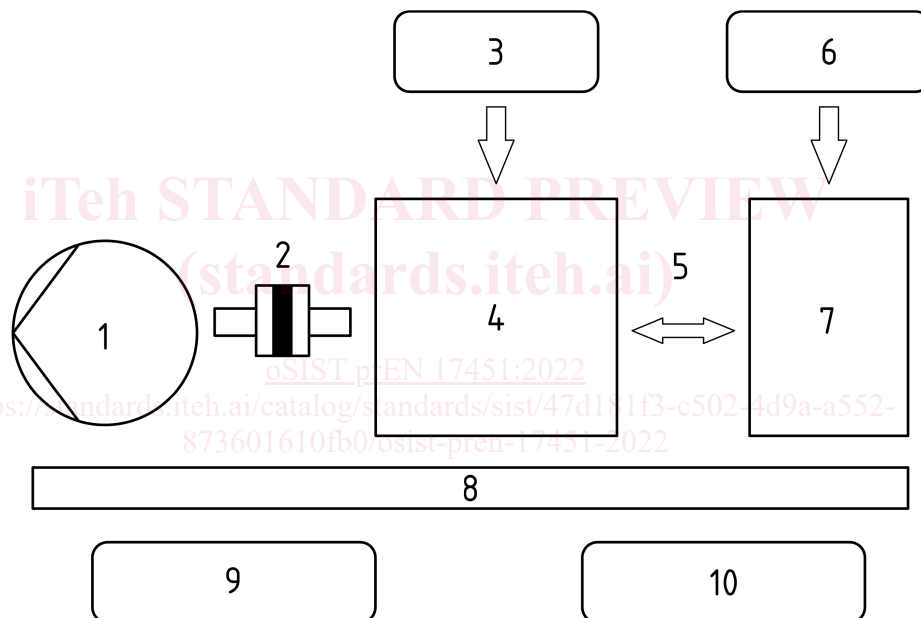 3 6
iTeh STANDARD PREVIEW
(standards.iteh.ai)
2
5
1 4 7
oSIST prEN 17451:2022
ps://standards.iteh.ai/catalog/standards/sist/47d181f3-c502-4d9a-a552-
873601610fb0/osist-pren-17451-2022
8
9 10